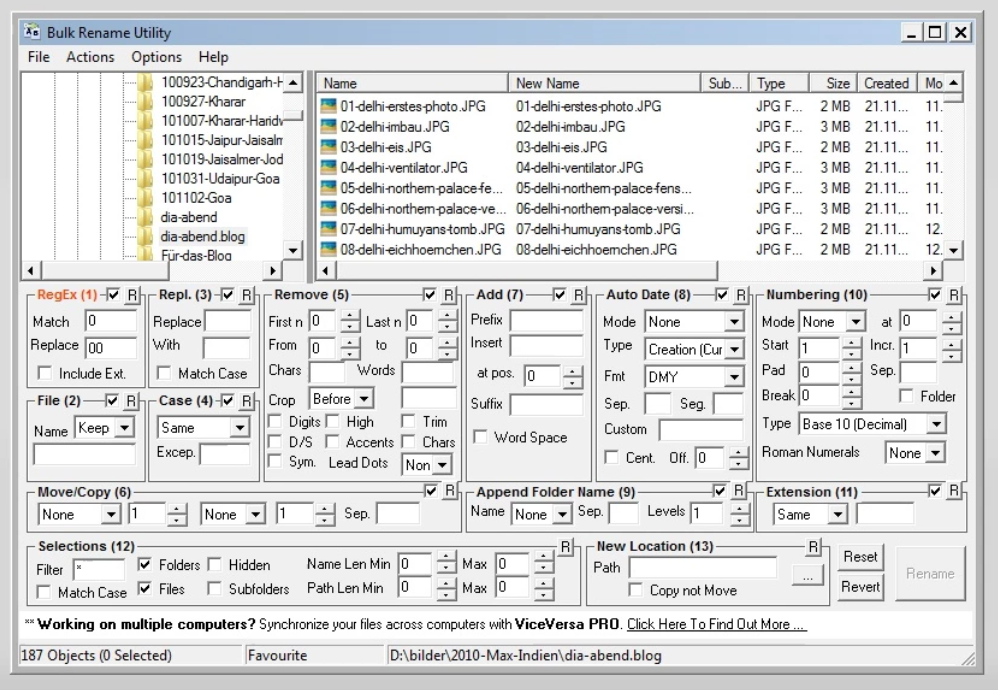 Bulk Rename Utility
File Actions Options Help
100923-Chandigarh-H
100927-Kharar
101007-Kharar-Haridw
101015-Jaipur-Jaisalm
101019-Jaisalmer-Jod
101031-Udaipur-Goa
101102-Goa
dia-abend
dia-abend.blog
Für-das-Blog
Name New Name Sub... Type Size Created Mo
01-delhi-erstes-photo.JPG 01-delhi-erstes-photo.JPG JPG F... 2 MB 21.11... 11.
02-delhi-imbau.JPG 02-delhi-imbau.JPG JPG F... 3 MB 21.11... 11.
03-delhi-eis.JPG 03-delhi-eis.JPG JPG F... 2 MB 21.11... 11.
04-delhi-ventilator.JPG 04-delhi-ventilator.JPG JPG F... 3 MB 21.11... 11.
05-delhi-northern-palace-fe... 05-delhi-northern-palace-fens... JPG F... 2 MB 21.11... 11.
06-delhi-northern-palace-ve... 06-delhi-northern-palace-versi... JPG F... 3 MB 21.11... 11.
07-delhi-humuyans-tomb.JPG 07-delhi-humuyans-tomb.JPG JPG F... 2 MB 21.11... 12.
08-delhi-eichhoernchen.JPG 08-delhi-eichhoernchen.JPG JPG F... 2 MB 21.11... 12.
RegEx (1) R
Match 0
Replace 00
Include Ext.
Repl. (3) R
Replace
With
Match Case
Remove (5) R
First n 0 Last n 0
From 0 to 0
Chars Words
Crop Before
Digits High Trim
D/S Accents Chars
Sym. Lead Dots Non
Add (7) R
Prefix
Insert
at pos. 0
Suffix
Word Space
Auto Date (8) R
Mode None
Type Creation (Cur
Fmt DMY
Sep. Seg.
Custom
Cent. Off. 0
Numbering (10) R
Mode None at 0
Start 1 Incr. 1
Pad 0 Sep.
Break 0 Folder
Type Base 10 (Decimal)
Roman Numerals None
File (2) R
Name Keep
Case (4) R
Same
Excep.
Move/Copy (6) R
None 1 None 1 Sep.
Append Folder Name (9) R
Name None Sep. Levels 1
Extension (11) R
Same
Selections (12) R
Filter * Folders Hidden Name Len Min 0 Max 0
Match Case Files Subfolders Path Len Min 0 Max 0
New Location (13) R
Path ...
Copy not Move
Reset
Revert
Rename
** Working on multiple computers? Synchronize your files across computers with ViceVersa PRO. Click Here To Find Out More ...
187 Objects (0 Selected) Favourite D:\bilder\2010-Max-Indien\dia-abend.blog